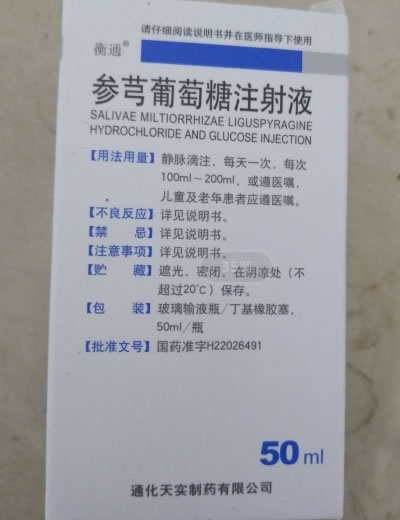 请仔细阅读说明书并在医师指导下使用
衡通®
参芎葡萄糖注射液
SALIVAE MILTIORRHIZAE LIGUSPYRAGINE
HYDROCHLORIDE AND GLUCOSE INJECTION
【用法用量】静脉滴注，每天一次，每次
100ml～200ml，或遵医嘱，
儿童及老年患者应遵医嘱。
【不良反应】详见说明书。
【禁 忌】详见说明书。
【注意事项】详见说明书。
35%
【贮 藏】遮光，密闭，在阴凉处（不
超过20℃）保存。
【包 装】玻璃输液瓶/丁基橡胶塞，
50ml/瓶
【批准文号】国药准字H22026491
50ml
通化天实制药有限公司